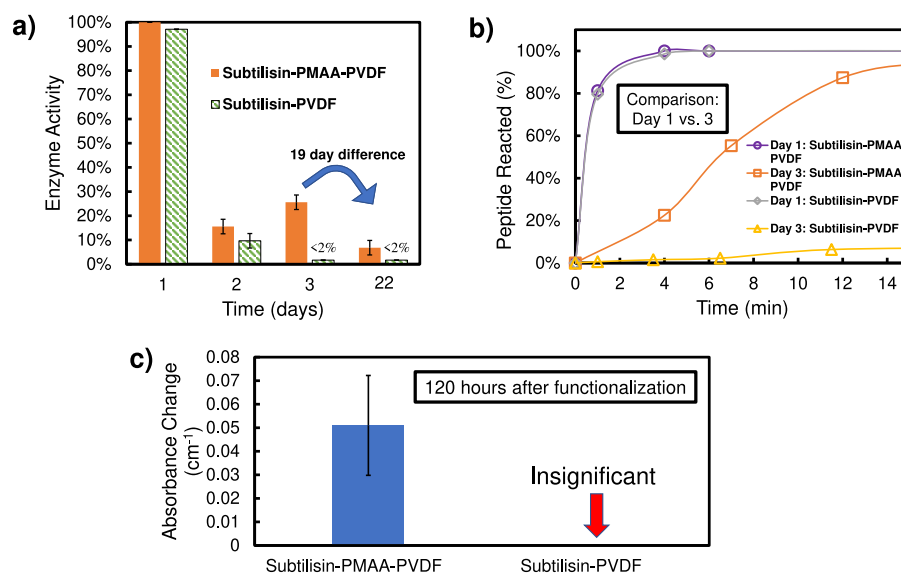 a)
Enzyme Activity
100%
90%
80%
70%
60%
50%
40%
30%
20%
10%
0%
Subtilisin-PMAA-PVDF
Subtilisin-PVDF
19 day difference
<2%
<2%
1
2
3
22
Time (days)
b)
Peptide Reacted (%)
100%
80%
60%
40%
20%
0%
Comparison:
Day 1 vs. 3
Day 1: Subtilisin-PMAA-
PVDF
Day 3: Subtilisin-PMAA-
PVDF
Day 1: Subtilisin-PVDF
Day 3: Subtilisin-PVDF
0
2
4
6
8
10
12
14
Time (min)
c)
Absorbance Change
(cm⁻¹)
0.08
0.07
0.06
0.05
0.04
0.03
0.02
0.01
0
120 hours after functionalization
Insignificant
Subtilisin-PMAA-PVDF
Subtilisin-PVDF